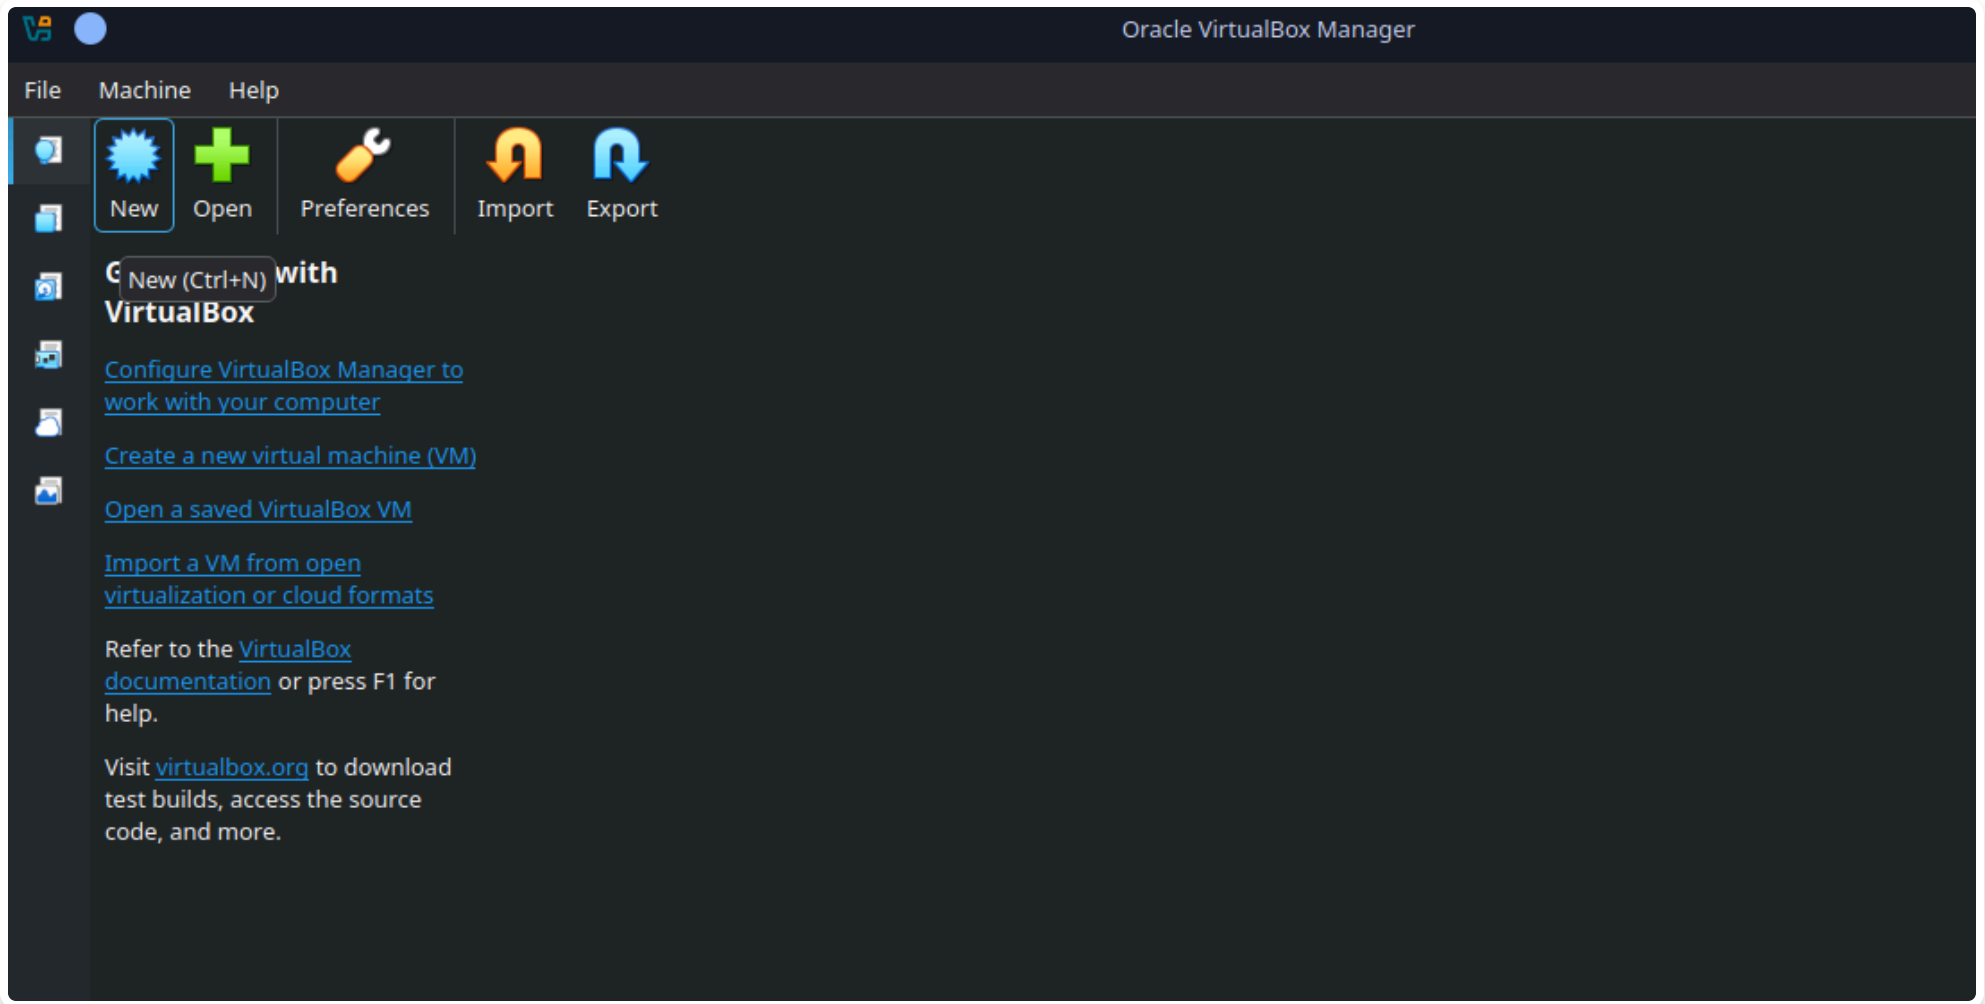 Oracle VirtualBox Manager
File Machine Help
New Open Preferences Import Export
New (Ctrl+N)
with
VirtualBox
Configure VirtualBox Manager to
work with your computer
Create a new virtual machine (VM)
Open a saved VirtualBox VM
Import a VM from open
virtualization or cloud formats
Refer to the VirtualBox
documentation or press F1 for
help.
Visit virtualbox.org to download
test builds, access the source
code, and more.